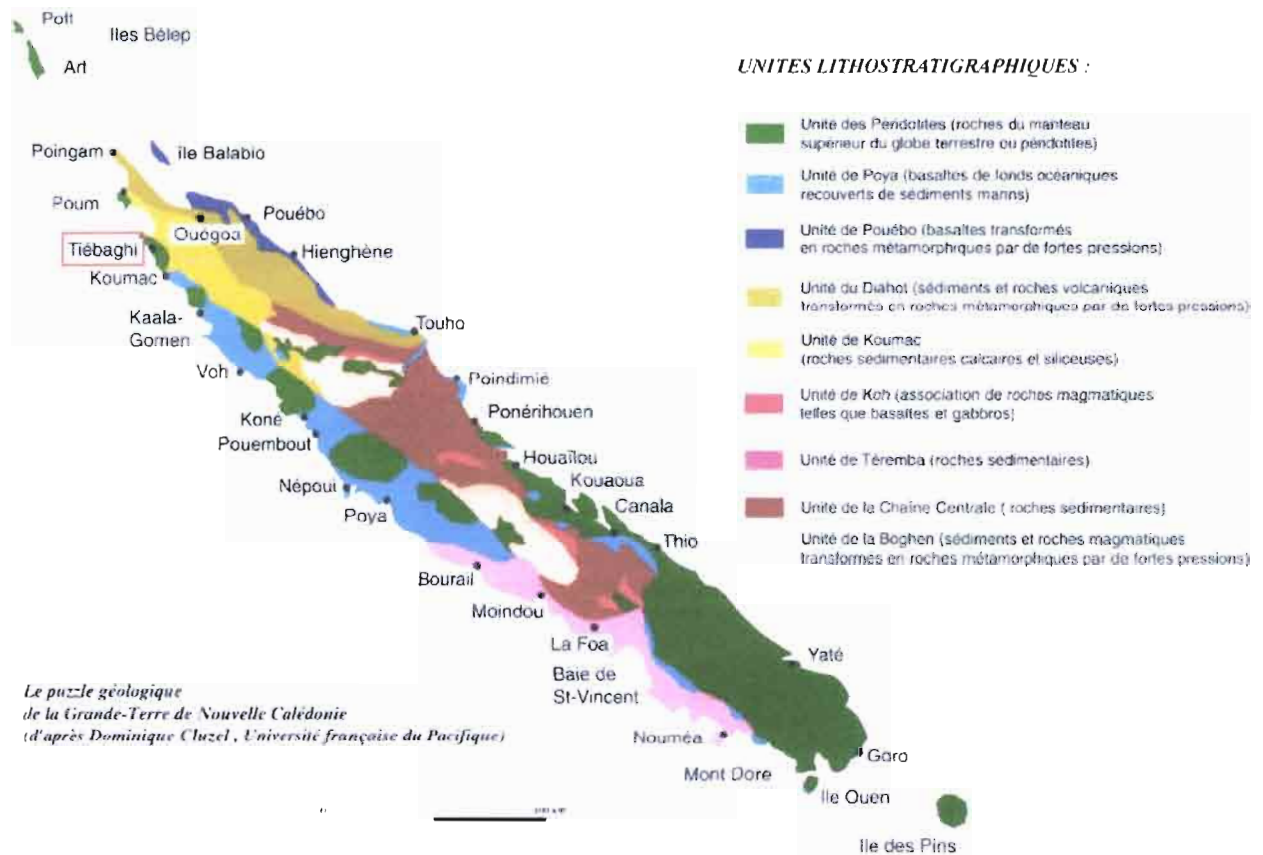 Pott
Iles Bélep
Art
UNITES LITHOSTRATIGRAPHIQUES :
Unité des Péridotites (roches du manteau
supérieur du globe terrestre ou péridotites)
Unité de Poya (basaltes de fonds océaniques
recouverts de sédiments marins)
Unité de Pouébo (basaltes transformés
en roches métamorphiques par de fortes pressions)
Unité du Diahot (sédiments et roches volcaniques
transformés en roches métamorphiques par de fortes pressions)
Unité de Koumac
(roches sédimentaires calcaires et siliceuses)
Unité de Koh (association de roches magmatiques
telles que basaltes et gabbros)
Unité de Téremba (roches sédimentaires)
Unité de la Chaîne Centrale ( roches sédimentaires)
Unité de la Boghen (sédiments et roches magmatiques
transformés en roches métamorphiques par de fortes pressions)
Poingam
île Balabio
Poum
Pouébo
Ouégoa
Tiébaghi
Hienghène
Koumac
Kaala-
Gomen
Touho
Voh
Poindimié
Koné
Ponérihouen
Pouembout
Houaïlou
Népoui
Kouaoua
Poya
Canala
Thio
Bourail
Moindou
La Foa
Yaté
Baie de
St-Vincent
Le puzzle géologique
de la Grande-Terre de Nouvelle Calédonie
(d'après Dominique Cluzel , Université française du Pacifique)
Nouméa
Goro
Mont Dore
Ile Ouen
Ile des Pins